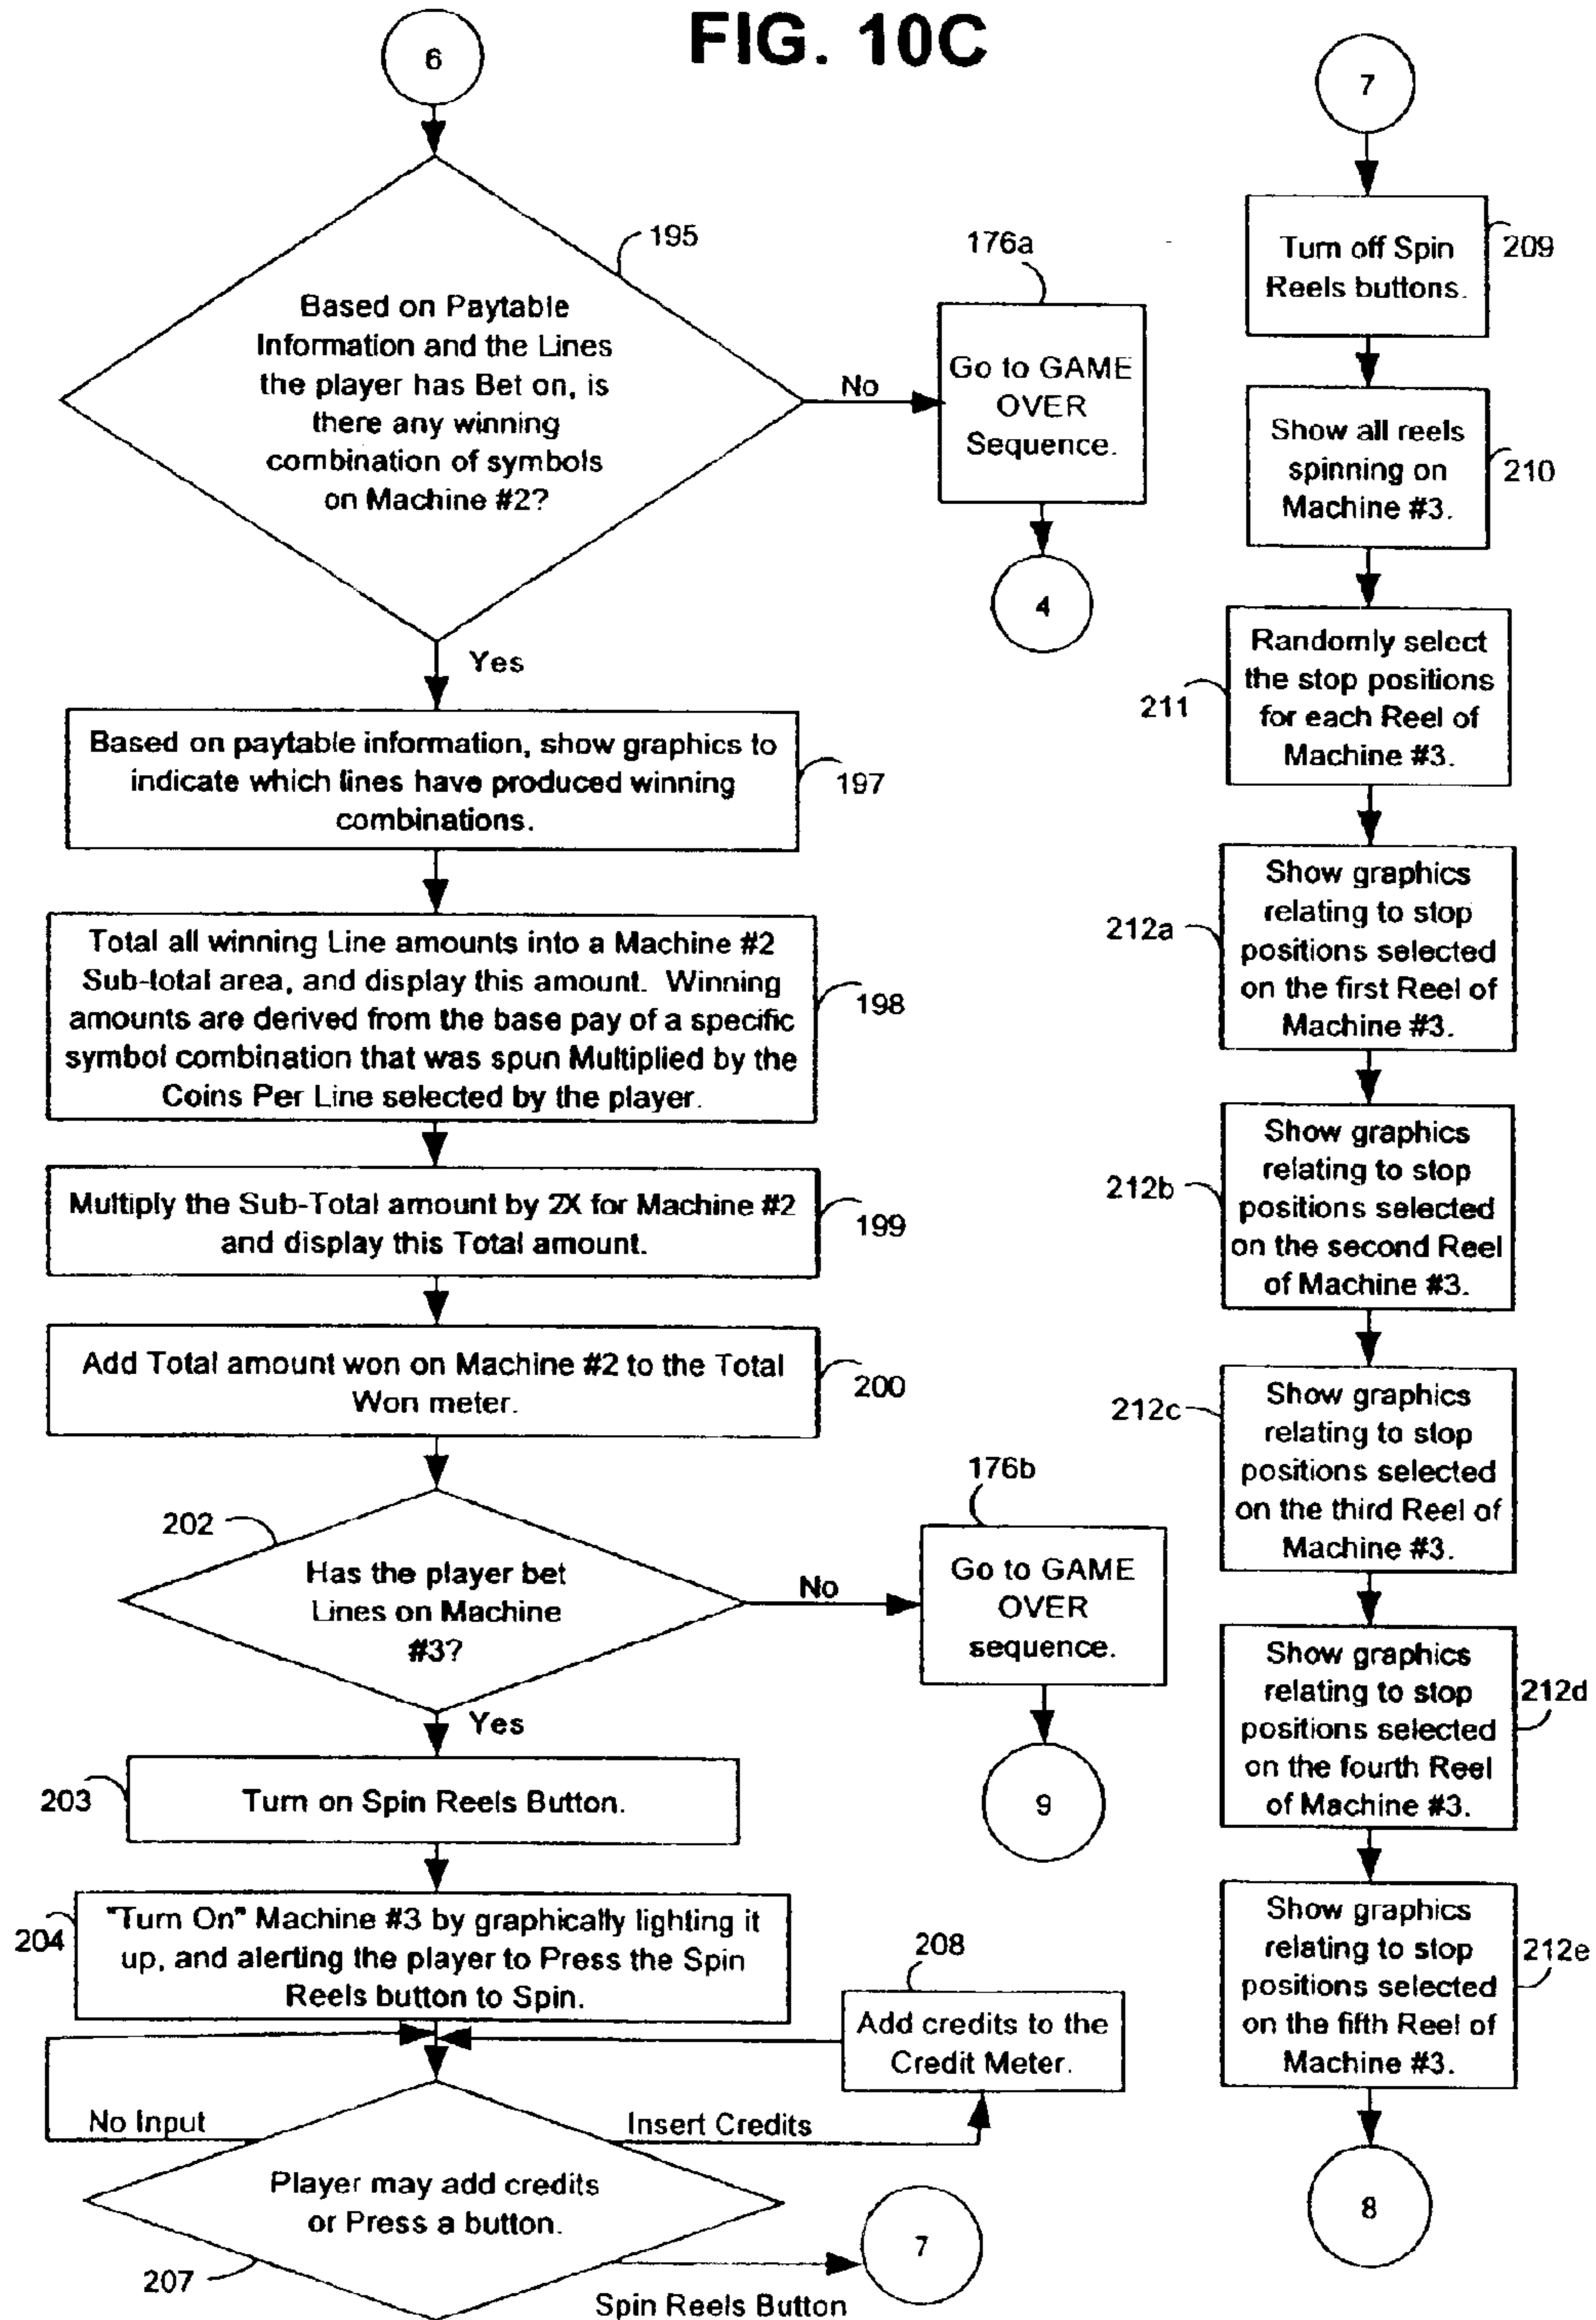 FIG. 10C
6
195
Based on Paytable
Information and the Lines
the player has Bet on, is
there any winning
combination of symbols
on Machine #2?
No
176a
Go to GAME
OVER
Sequence.
4
Yes
Based on paytable information, show graphics to
indicate which lines have produced winning
combinations.
197
Total all winning Line amounts into a Machine #2
Sub-total area, and display this amount. Winning
amounts are derived from the base pay of a specific
symbol combination that was spun Multiplied by the
Coins Per Line selected by the player.
198
Multiply the Sub-Total amount by 2X for Machine #2
and display this Total amount.
199
Add Total amount won on Machine #2 to the Total
Won meter.
200
202
Has the player bet
Lines on Machine
#3?
No
176b
Go to GAME
OVER
sequence.
9
Yes
203
Turn on Spin Reels Button.
204
"Turn On" Machine #3 by graphically lighting it
up, and alerting the player to Press the Spin
Reels button to Spin.
208
Add credits to the
Credit Meter.
No Input
Insert Credits
Player may add credits
or Press a button.
207
7
Spin Reels Button
7
Turn off Spin
Reels buttons.
209
Show all reels
spinning on
Machine #3.
210
Randomly select
the stop positions
for each Reel of
Machine #3.
211
Show graphics
relating to stop
positions selected
on the first Reel of
Machine #3.
212a
Show graphics
relating to stop
positions selected
on the second Reel
of Machine #3.
212b
Show graphics
relating to stop
positions selected
on the third Reel of
Machine #3.
212c
Show graphics
relating to stop
positions selected
on the fourth Reel
of Machine #3.
212d
Show graphics
relating to stop
positions selected
on the fifth Reel of
Machine #3.
212e
8